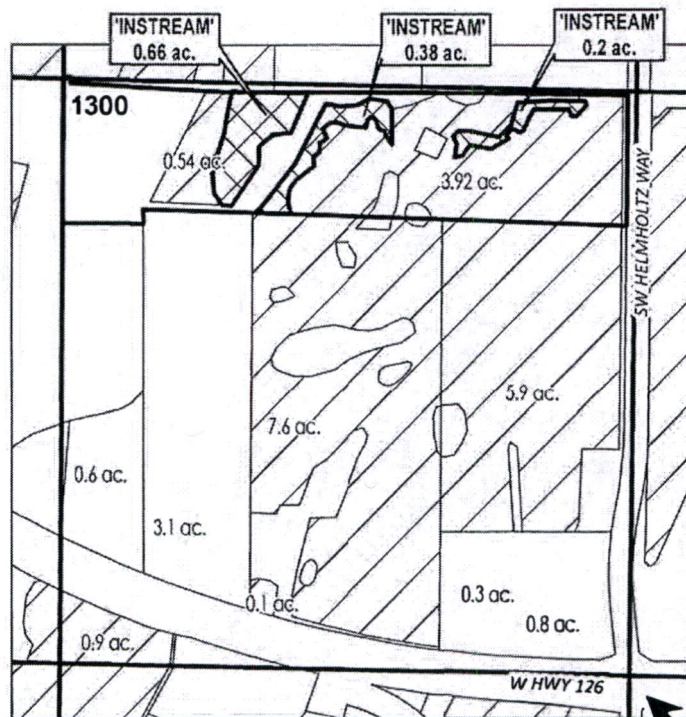 'INSTREAM'
0.66 ac.
'INSTREAM'
0.38 ac.
'INSTREAM'
0.2 ac.
1300
0.54 ac.
3.92 ac.
SW HELMHOLTZ WAY
5.9 ac.
7.6 ac.
0.6 ac.
3.1 ac.
0.1 ac.
0.3 ac.
0.8 ac.
0.9 ac.
W HWY 126